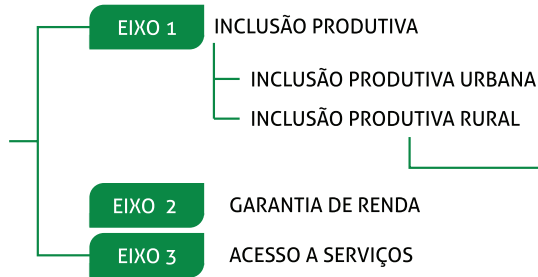 EIXO 1 INCLUSÃO PRODUTIVA
INCLUSÃO PRODUTIVA URBANA
INCLUSÃO PRODUTIVA RURAL
EIXO 2 GARANTIA DE RENDA
EIXO 3 ACESSO A SERVIÇOS